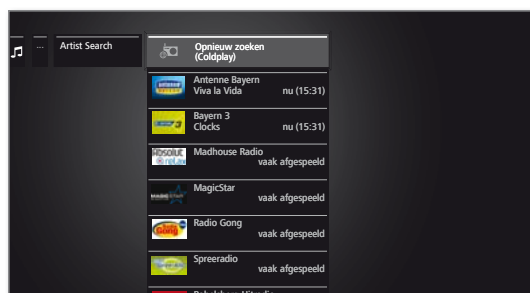 ... Artist Search
Opnieuw zoeken
(Coldplay)
Antenne Bayern
Viva la Vida nu (15:31)
Bayern 3
Clocks nu (15:31)
Madhouse Radio
vaak afgespeeld
MagicStar
vaak afgespeeld
Radio Gong
vaak afgespeeld
Spreeradio
vaak afgespeeld